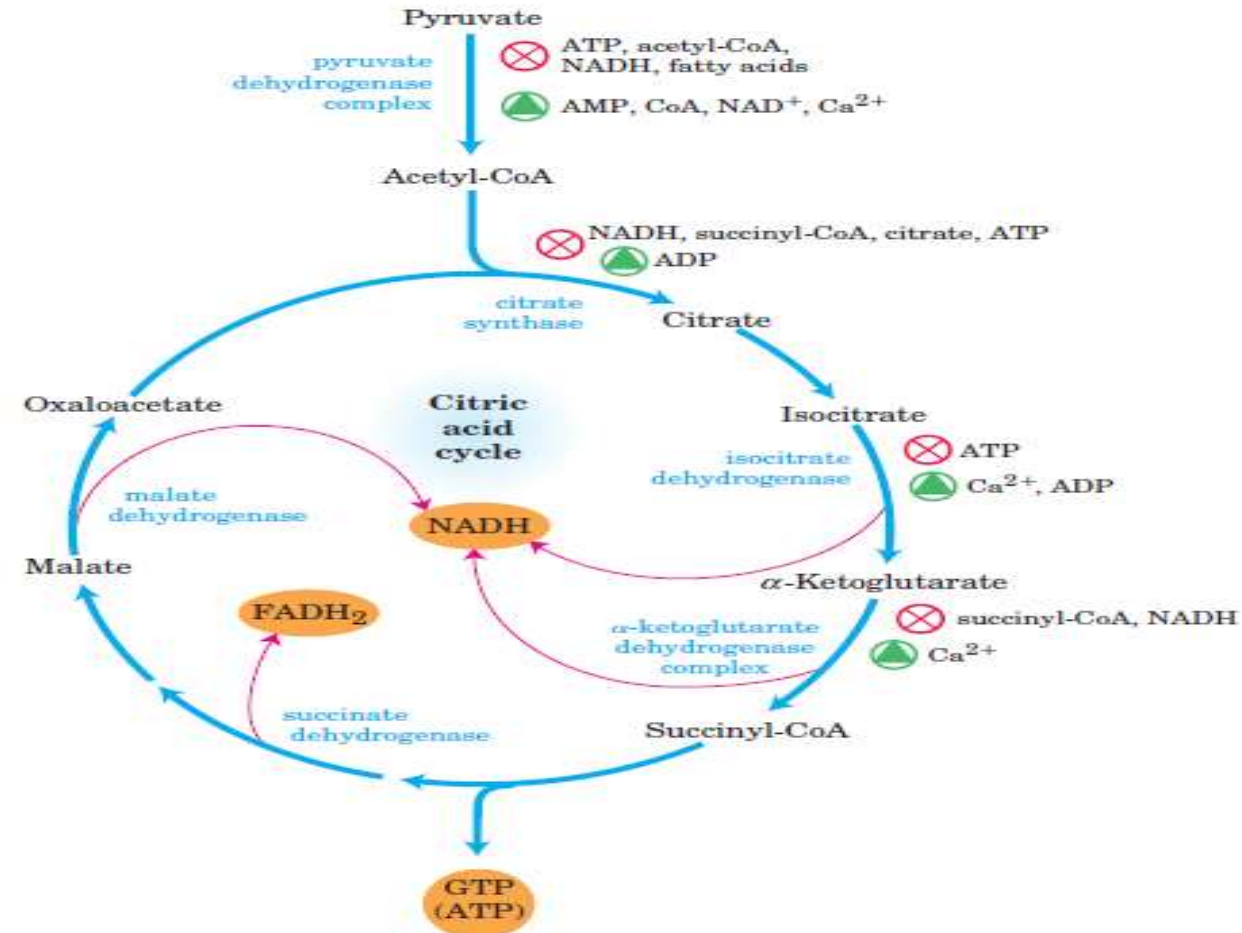 Pyruvate
ATP, acetyl-CoA,
NADH, fatty acids
pyruvate
dehydrogenase
complex
AMP, CoA, NAD⁺, Ca²⁺
Acetyl-CoA
NADH, succinyl-CoA, citrate, ATP
ADP
citrate
synthase
Citrate
Oxaloacetate
Citric
acid
cycle
Isocitrate
ATP
isocitrate
dehydrogenase
Ca²⁺, ADP
malate
dehydrogenase
NADH
Malate
α-Ketoglutarate
FADH₂
succinyl-CoA, NADH
α-ketoglutarate
dehydrogenase
complex
Ca²⁺
succinate
dehydrogenase
Succinyl-CoA
GTP
(ATP)